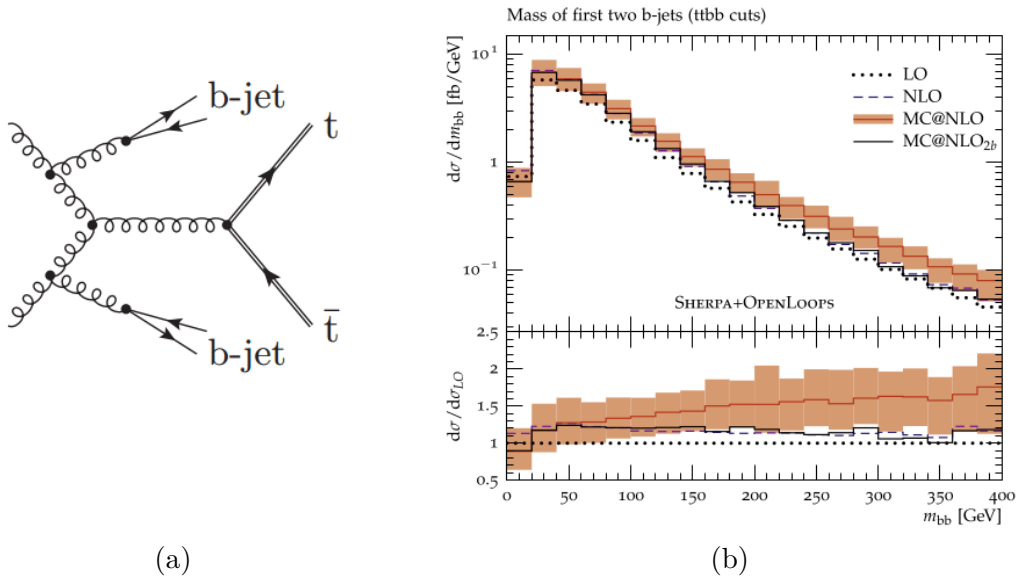 b-jet
t
t̄
b-jet
(a)
Mass of first two b-jets (ttbb cuts)
dσ/dm_bb [fb/GeV]
10^1
1
10^−1
LO
NLO
MC@NLO
MC@NLO_2b
SHERPA+OPENLOOPS
dσ/dσ_LO
2.5
2
1.5
1
0.5
0 50 100 150 200 250 300 350 400
m_bb [GeV]
(b)